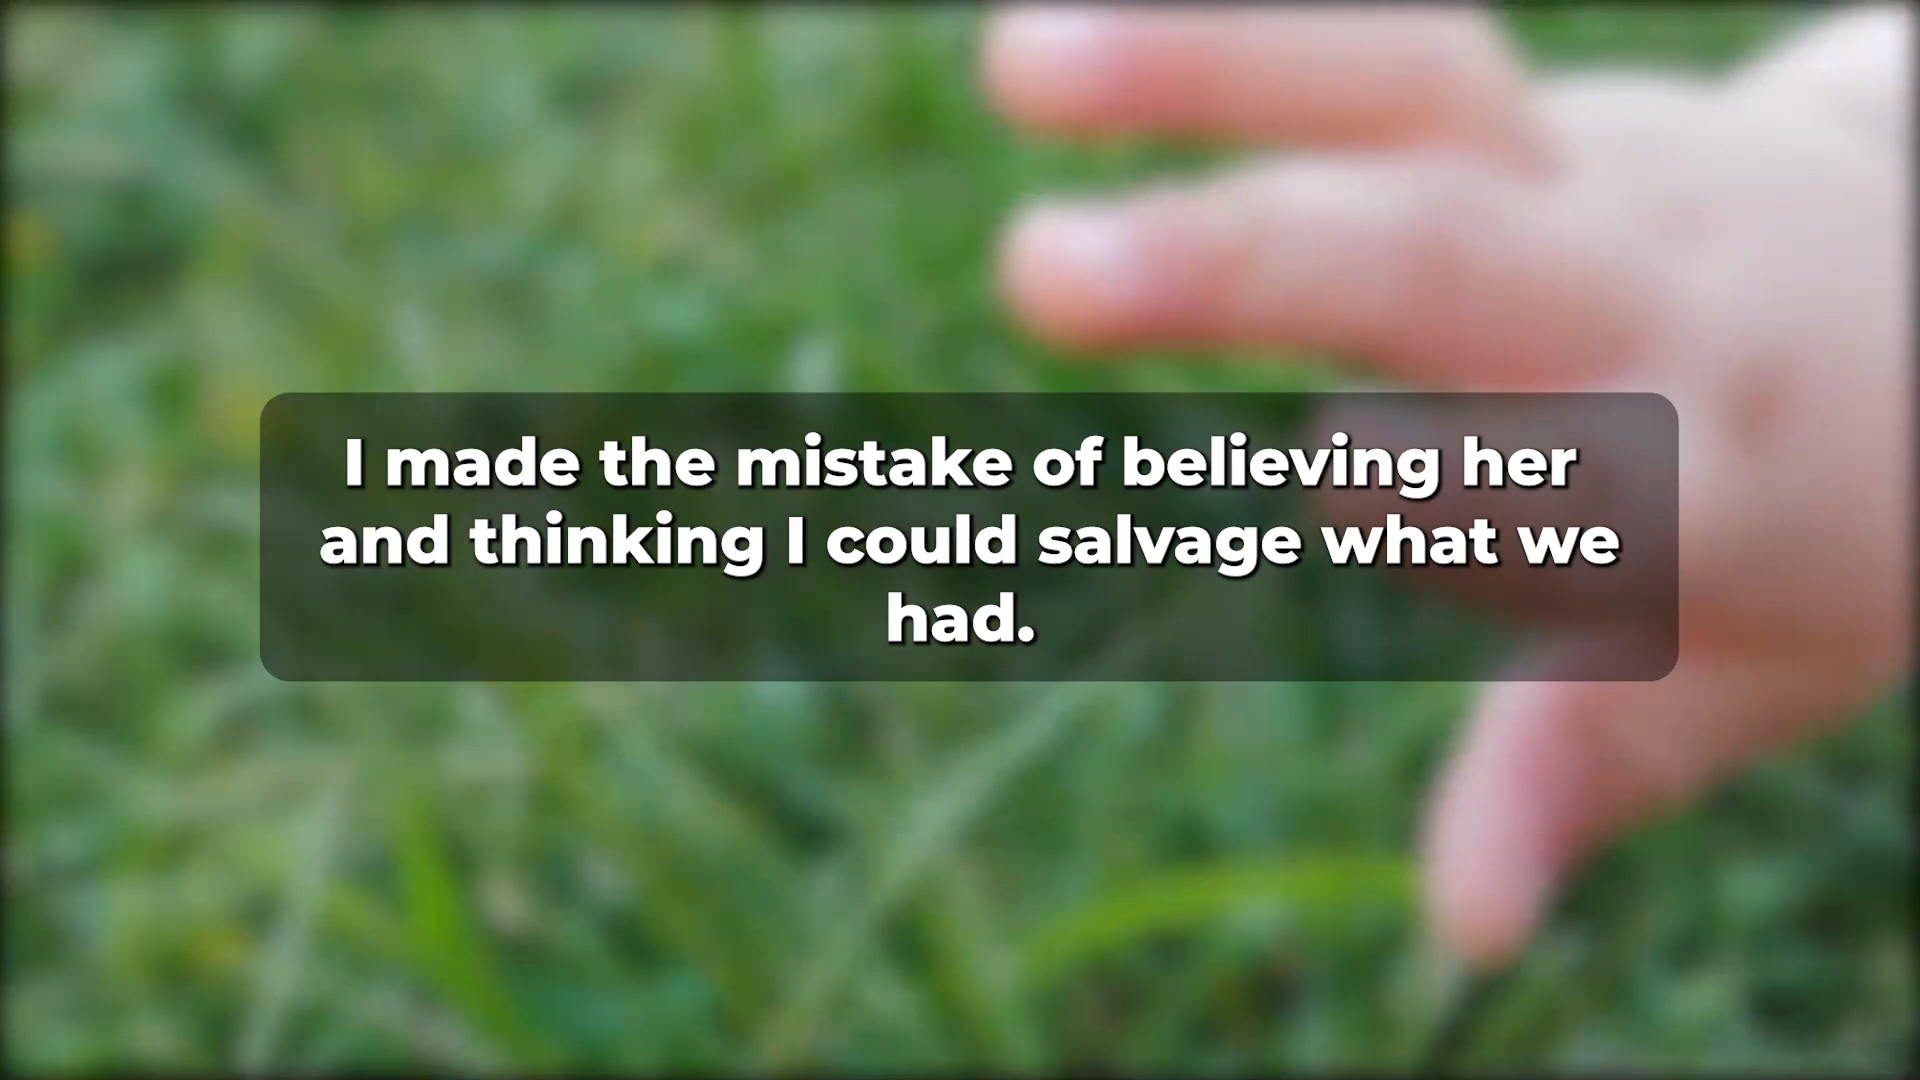 I made the mistake of believing her
and thinking I could salvage what we
had.